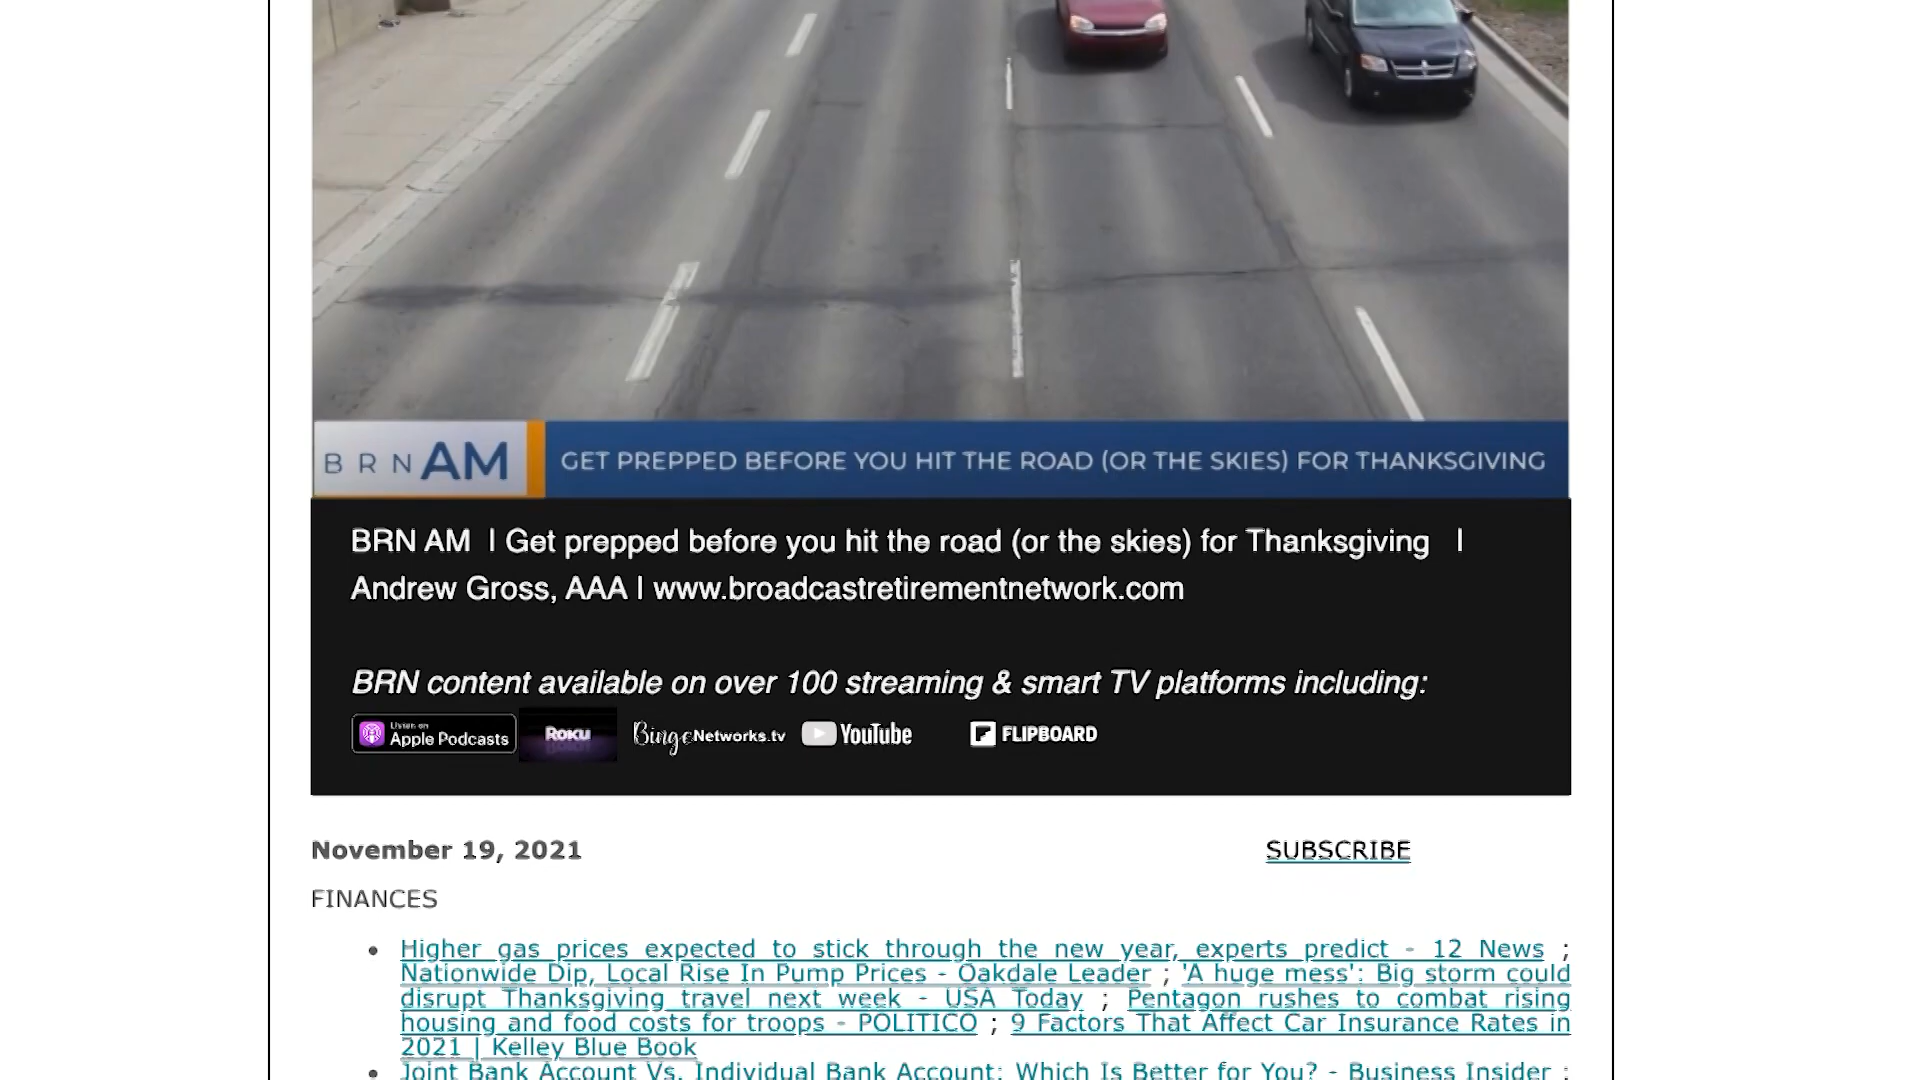 BRN AM GET PREPPED BEFORE YOU HIT THE ROAD (OR THE SKIES) FOR THANKSGIVING
BRN AM | Get prepped before you hit the road (or the skies) for Thanksgiving |
Andrew Gross, AAA | www.broadcastretirementnetwork.com
BRN content available on over 100 streaming & smart TV platforms including:
Listen on Apple Podcasts ROKU BingeNetworks.tv YouTube FLIPBOARD
November 19, 2021 SUBSCRIBE
FINANCES
• Higher gas prices expected to stick through the new year, experts predict - 12 News ;
Nationwide Dip, Local Rise In Pump Prices - Oakdale Leader ; 'A huge mess': Big storm could
disrupt Thanksgiving travel next week - USA Today ; Pentagon rushes to combat rising
housing and food costs for troops - POLITICO ; 9 Factors That Affect Car Insurance Rates in
2021 | Kelley Blue Book
• Joint Bank Account Vs. Individual Bank Account: Which Is Better for You? - Business Insider ;